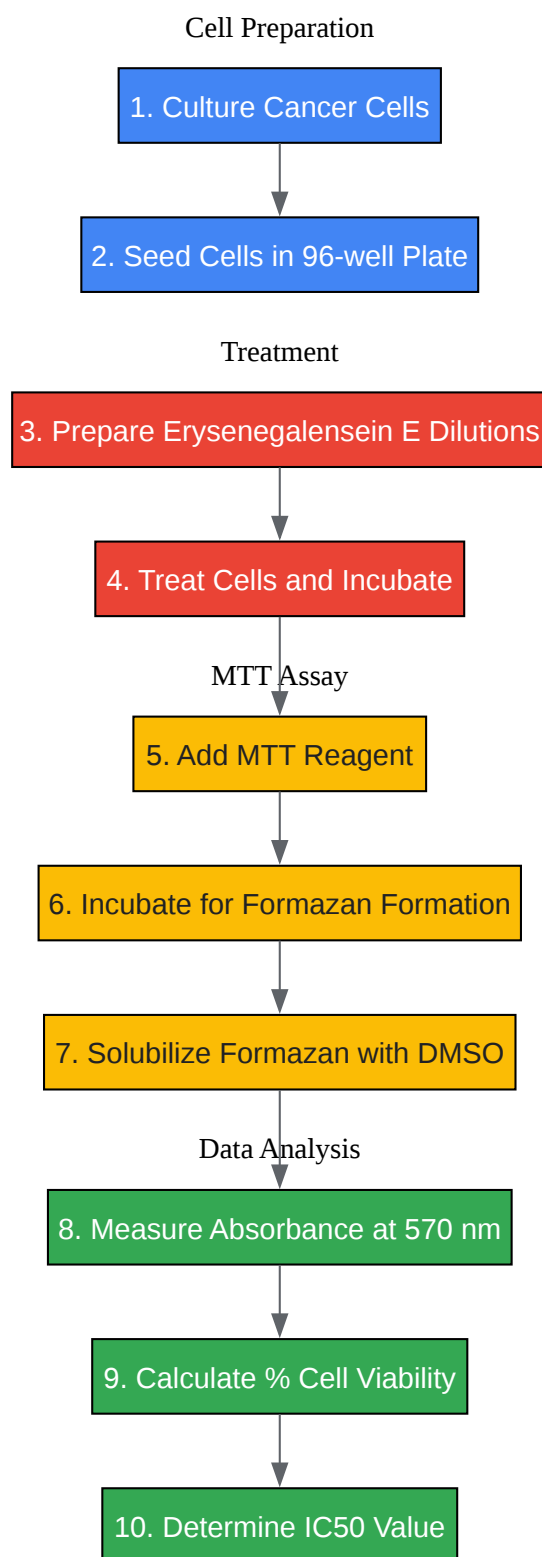 Cell Preparation
1. Culture Cancer Cells
2. Seed Cells in 96-well Plate
Treatment
3. Prepare Erysenegalensein E Dilutions
4. Treat Cells and Incubate
MTT Assay
5. Add MTT Reagent
6. Incubate for Formazan Formation
7. Solubilize Formazan with DMSO
Data Analysis
8. Measure Absorbance at 570 nm
9. Calculate % Cell Viability
10. Determine IC50 Value